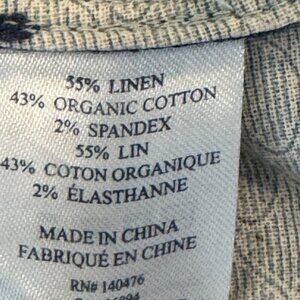 55% LINEN
43% ORGANIC COTTON
2% SPANDEX
55% LIN
43% COTON ORGANIQUE
2% ÉLASTHANNE
MADE IN CHINA
FABRIQUÉ EN CHINE
RN# 140476